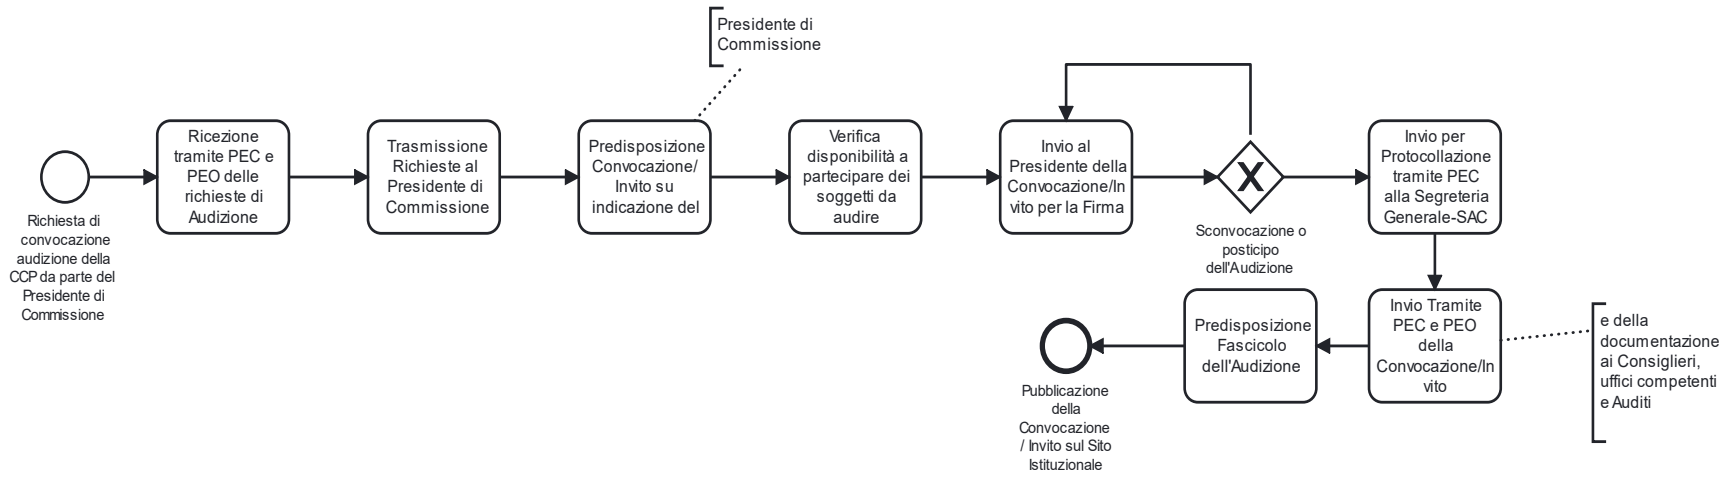 Presidente di
Commissione
Richiesta di
convocazione
audizione della
CCP da parte del
Presidente di
Commissione
Ricezione
tramite PEC e
PEO delle
richieste di
Audizione
Trasmissione
Richieste al
Presidente di
Commissione
Predisposizione
Convocazione/
Invito su
indicazione del
Verifica
disponibilità a
partecipare dei
soggetti da
audire
Invio al
Presidente della
Convocazione/In
vito per la Firma
Sconvocazione o
posticipo
dell'Audizione
Invio per
Protocollazione
tramite PEC
alla Segreteria
Generale-SAC
Invio Tramite
PEC e PEO
della
Convocazione/In
vito
e della
documentazione
ai Consiglieri,
uffici competenti
e Auditi
Predisposizione
Fascicolo
dell'Audizione
Pubblicazione
della
Convocazione
/ Invito sul Sito
Istituzionale